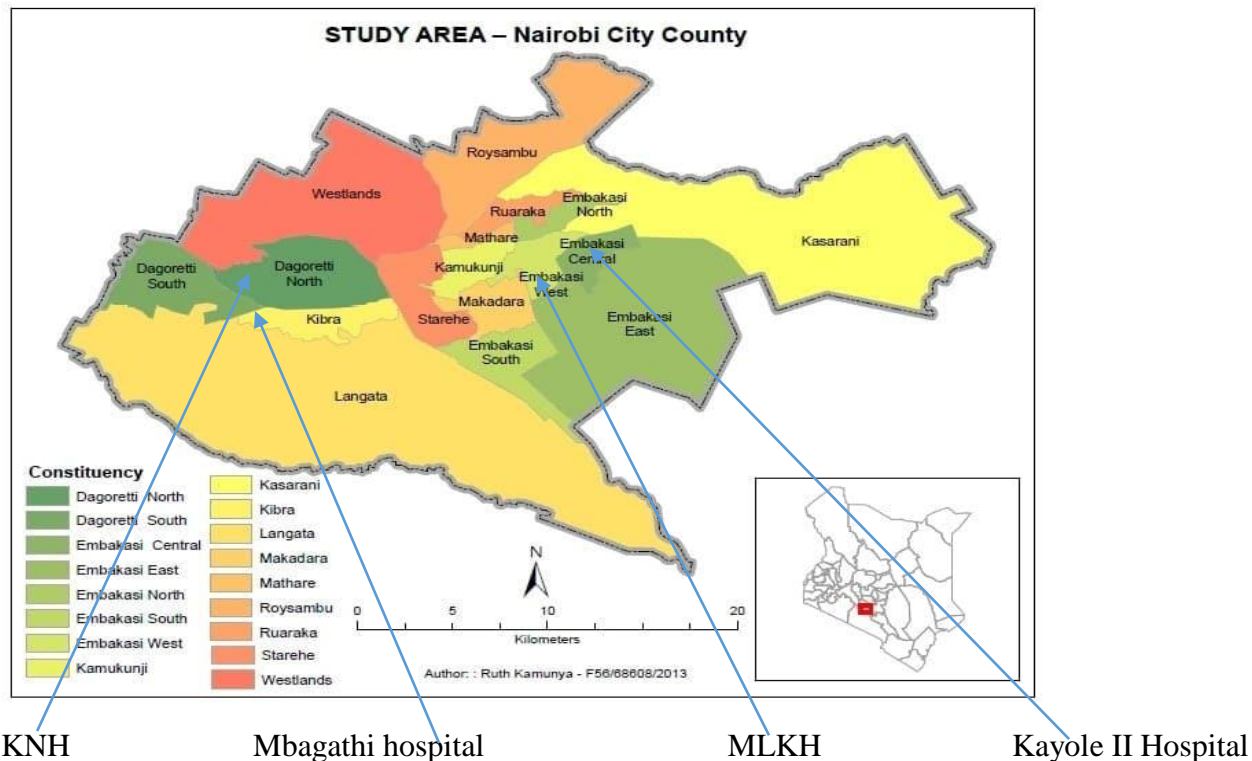 STUDY AREA – Nairobi City County
Roysambu
Westlands
Embakasi
North
Ruaraka
Mathare
Embakasi
Central
Kasarani
Dagoretti
South
Dagoretti
North
Kamukunji
Embakasi
West
Makadara
Kibra
Starehe
Embakasi
East
Embakasi
South
Langata
Constituency
Dagoretti North
Dagoretti South
Embakasi Central
Embakasi East
Embakasi North
Embakasi South
Embakasi West
Kamukunji
Kasarani
Kibra
Langata
Makadara
Mathare
Roysambu
Ruaraka
Starehe
Westlands
N
0 5 10 20
Kilometers
Author: : Ruth Kamunya - F56/68608/2013
KNH Mbagathi hospital MLKH Kayole II Hospital